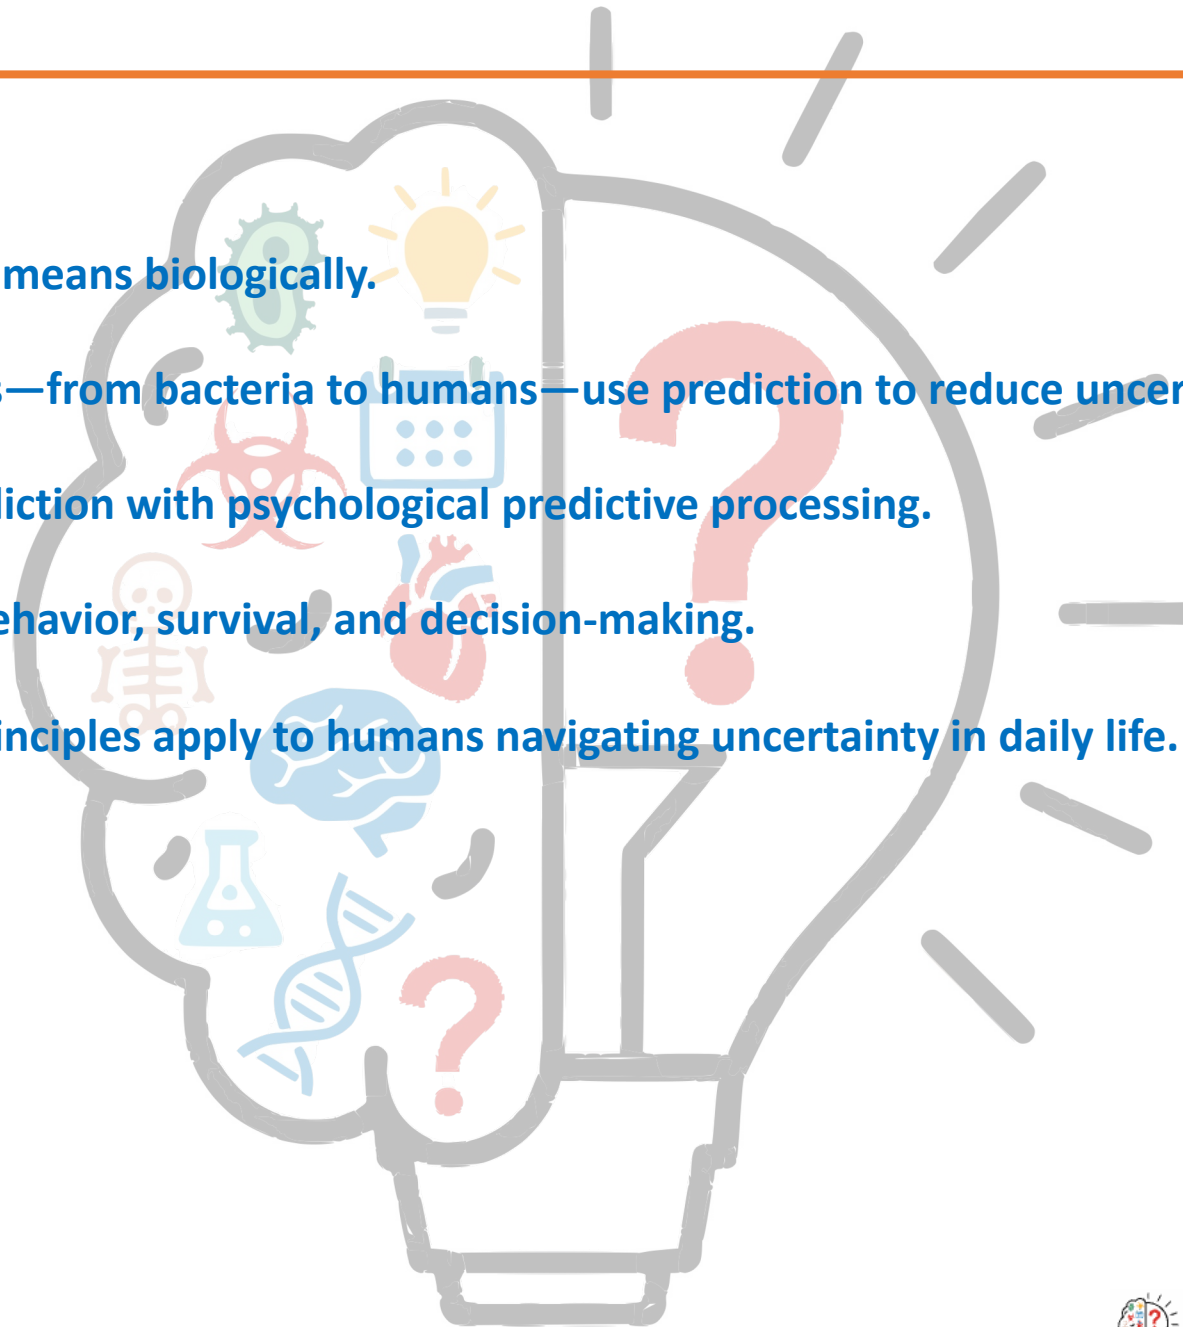 means biologically.
s—from bacteria to humans—use prediction to reduce uncer
diction with psychological predictive processing.
ehavior, survival, and decision-making.
inciples apply to humans navigating uncertainty in daily life.
?
?